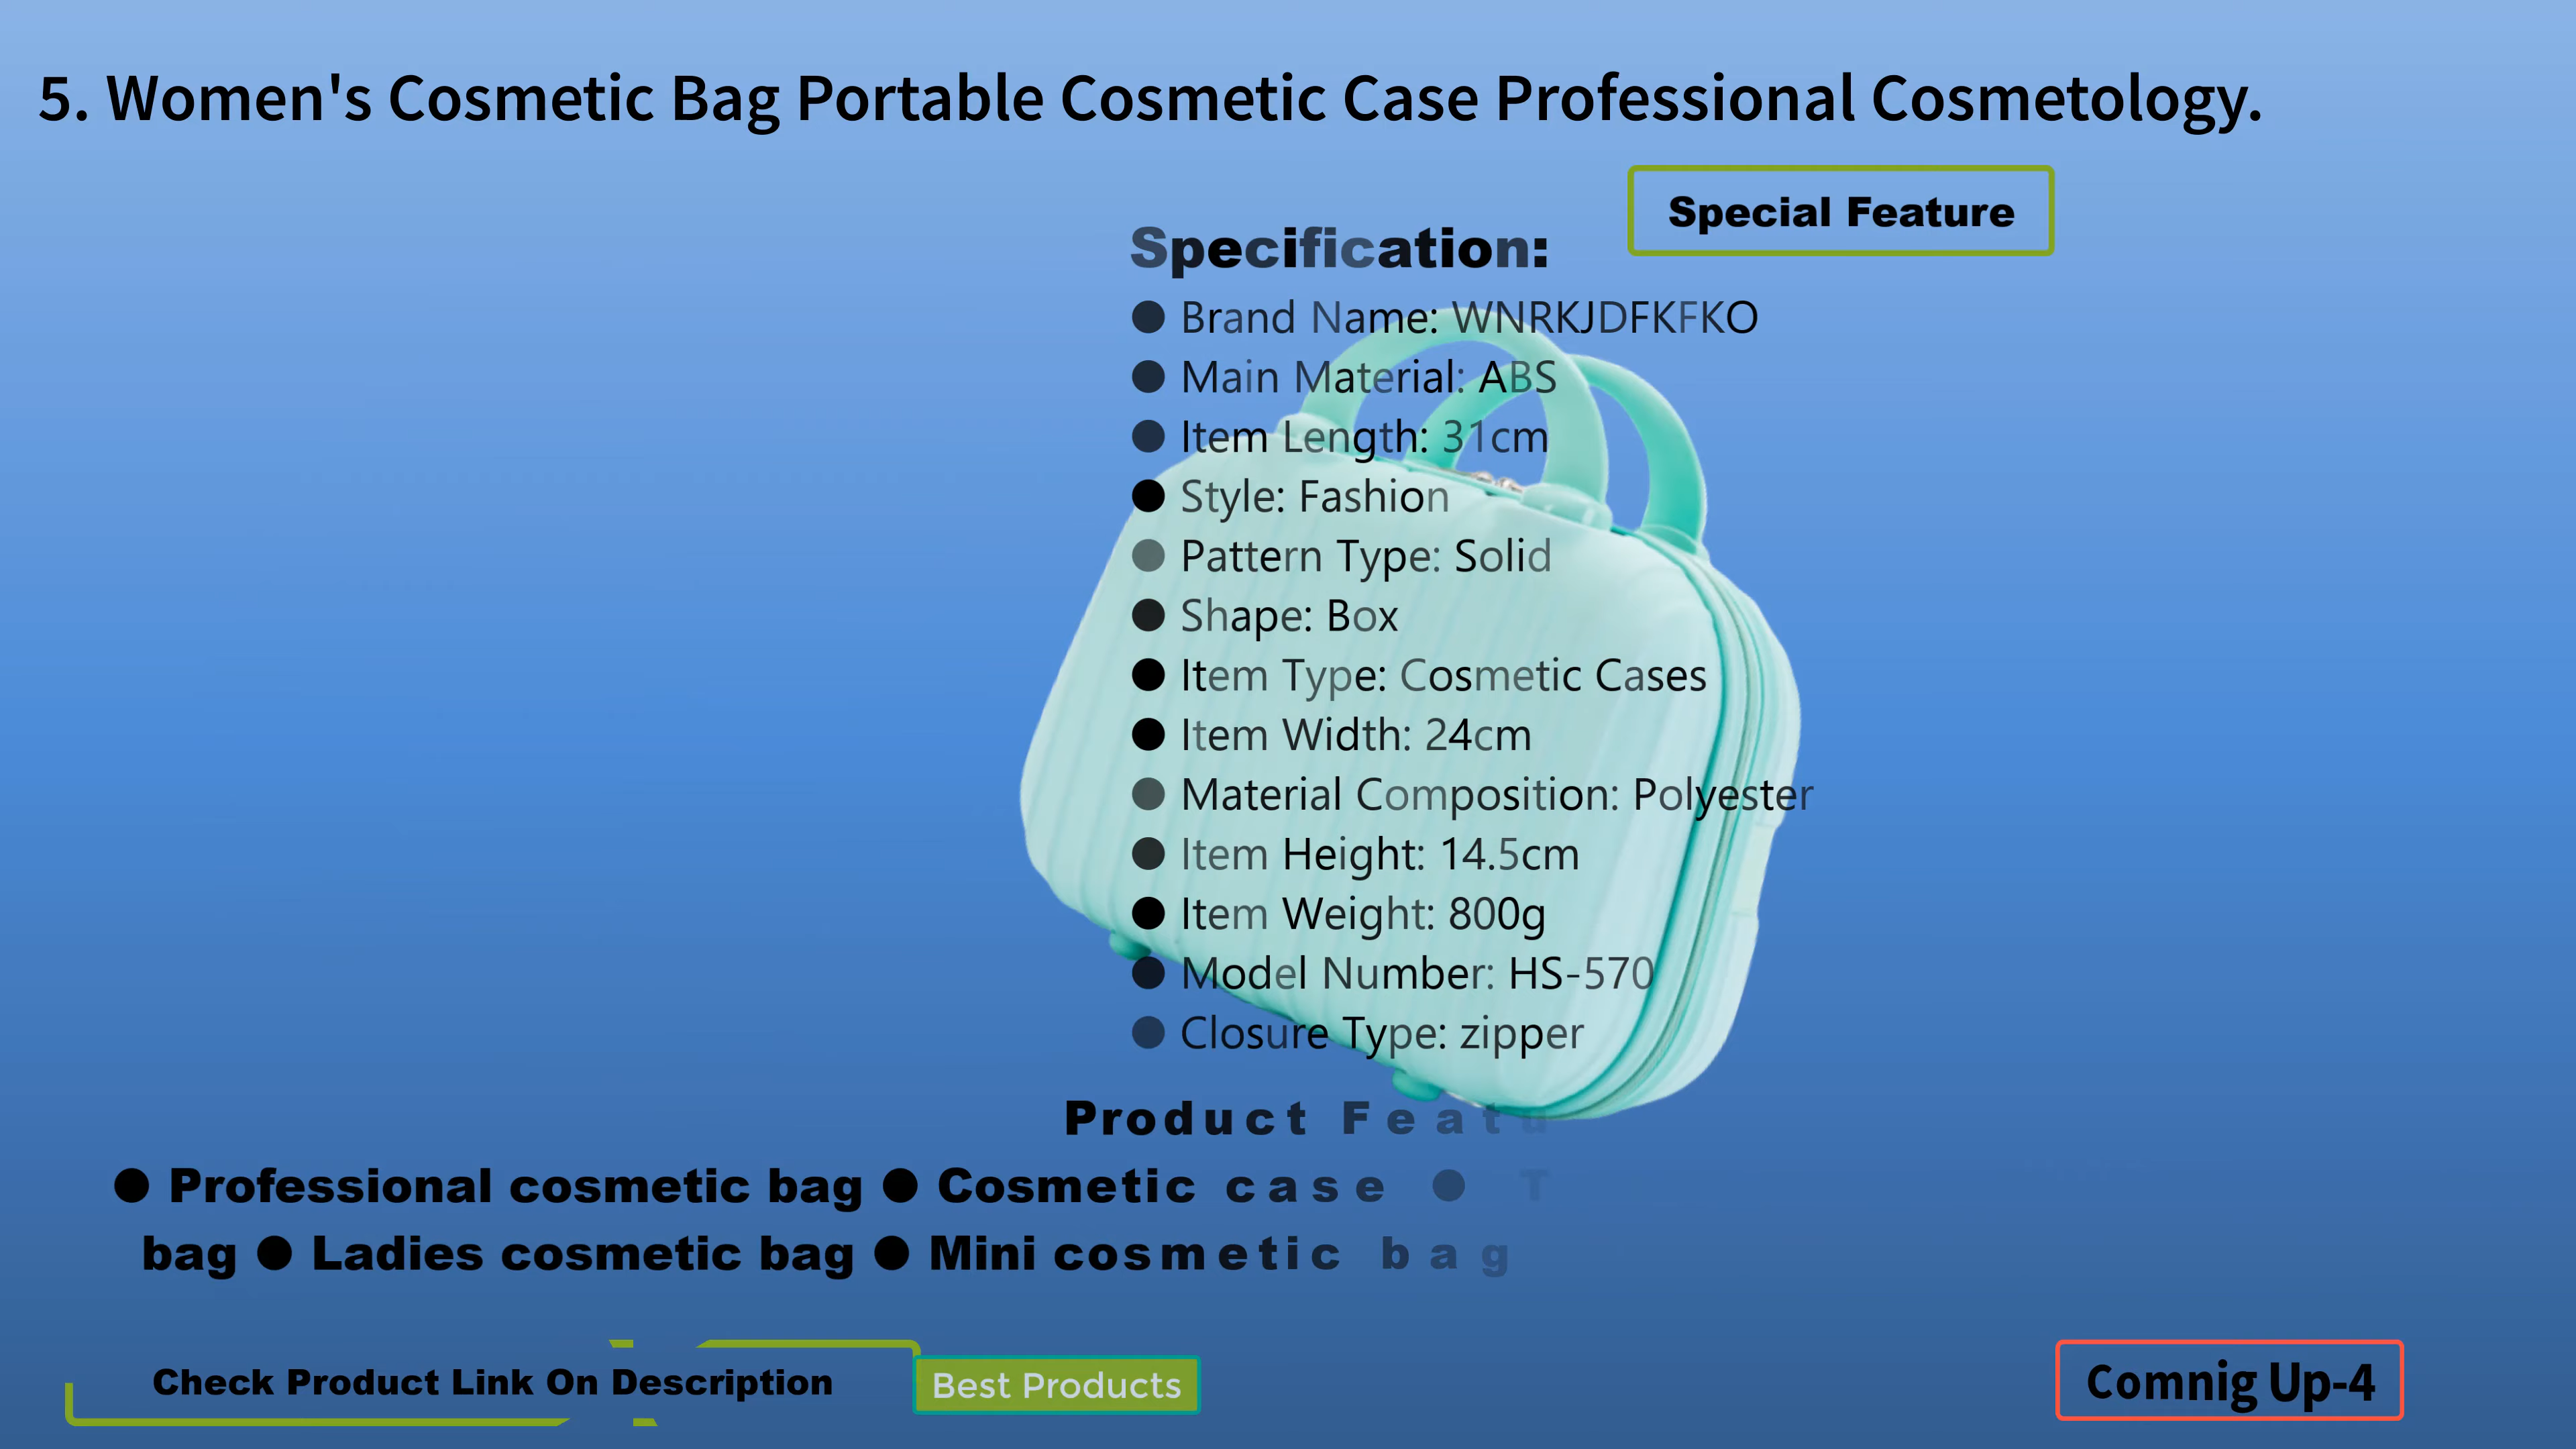 5. Women's Cosmetic Bag Portable Cosmetic Case Professional Cosmetology.
Special Feature
Specification:
● Brand Name: WNRKJDFKFKO
● Main Material: ABS
● Item Length: 31cm
● Style: Fashion
● Pattern Type: Solid
● Shape: Box
● Item Type: Cosmetic Cases
● Item Width: 24cm
● Material Composition: Polyester
● Item Height: 14.5cm
● Item Weight: 800g
● Model Number: HS-570
● Closure Type: zipper
Product Featu
● Professional cosmetic bag ● Cosmetic case ● T
bag ● Ladies cosmetic bag ● Mini cosmetic bag
Check Product Link On Description
Best Products
Comnig Up-4